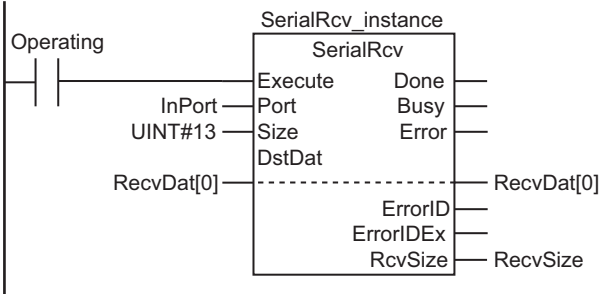 SerialRcv_instance
Operating
SerialRcv
Execute Done
InPort Port Busy
UINT#13 Size Error
DstDat
RecvDat[0] RecvDat[0]
ErrorID
ErrorIDEx
RcvSize RecvSize